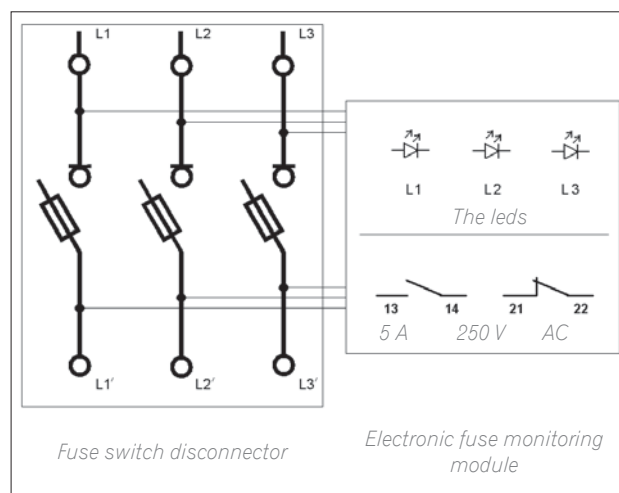 L1 L2 L3
L1 L2 L3
The leds
13 14 21 22
5 A 250 V AC
L1′ L2′ L3′
Fuse switch disconnector
Electronic fuse monitoring
module